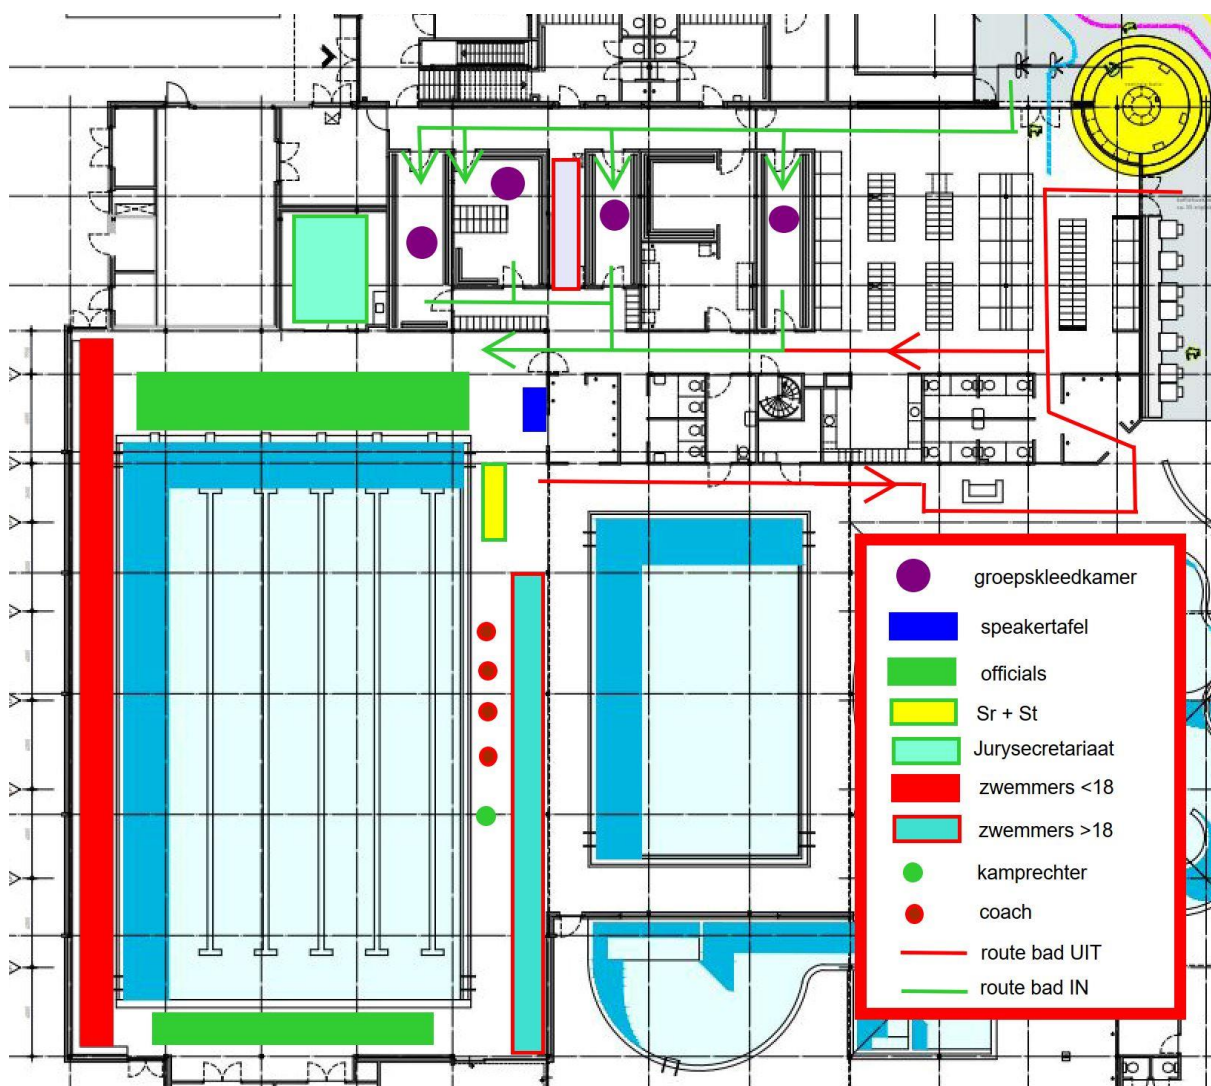 groepskleedkamer
speakertafel
officials
Sr + St
Jurysecretariaat
zwemmers <18
zwemmers >18
kamprechter
coach
route bad UIT
route bad IN